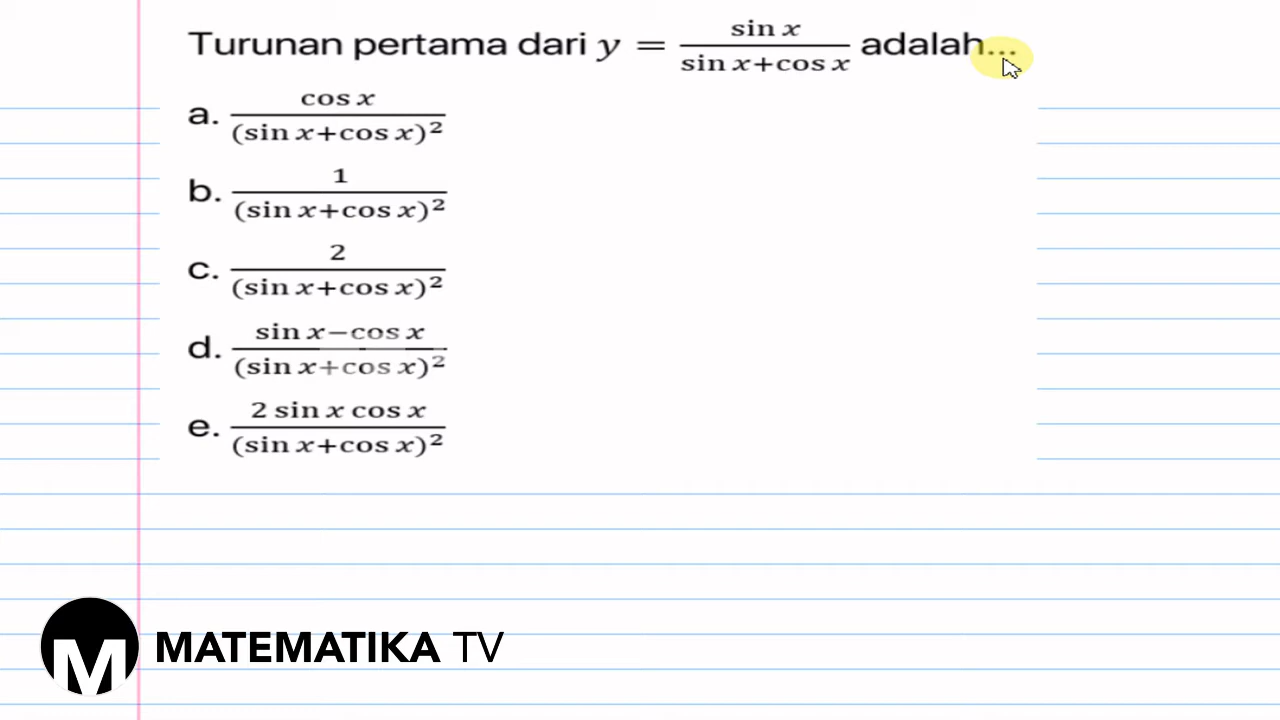 Turunan pertama dari y = sin x / (sin x+cos x) adalah...
a. cos x / (sin x+cos x)²
b. 1 / (sin x+cos x)²
c. 2 / (sin x+cos x)²
d. sin x−cos x / (sin x+cos x)²
e. 2 sin x cos x / (sin x+cos x)²
M MATEMATIKA TV